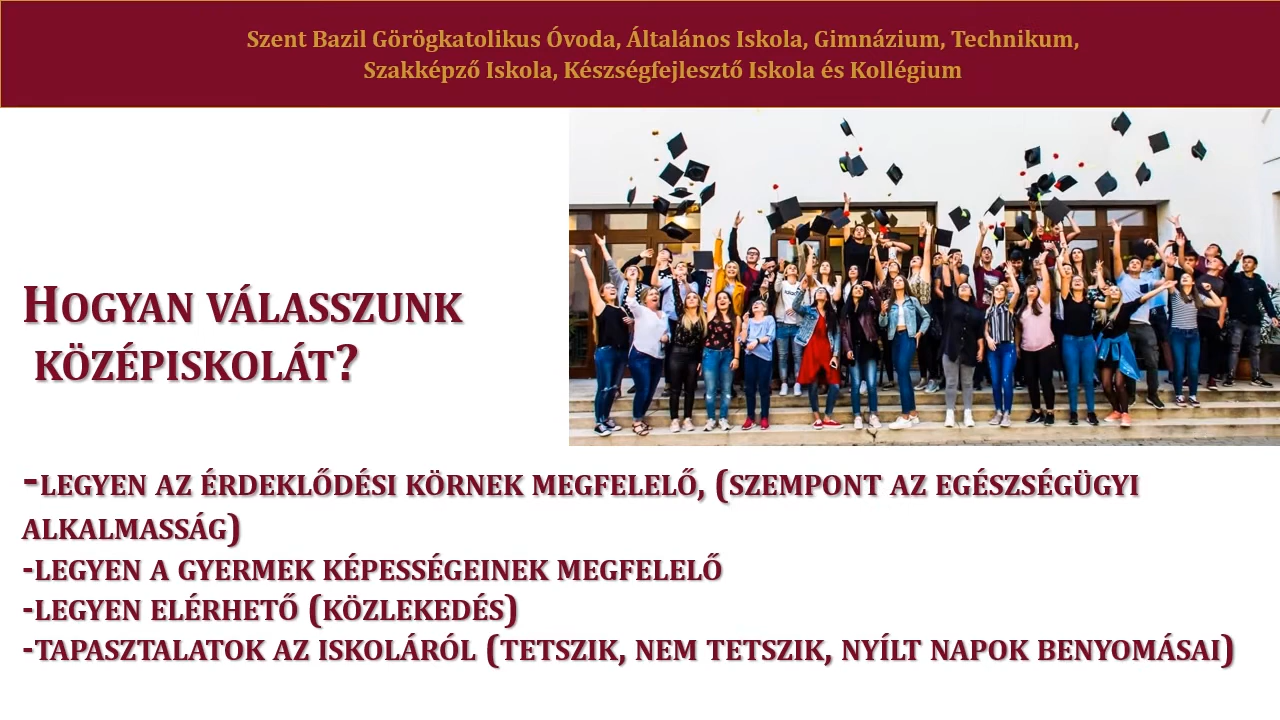 Szent Bazil Görögkatolikus Óvoda, Általános Iskola, Gimnázium, Technikum,
Szakképző Iskola, Készségfejlesztő Iskola és Kollégium
Hogyan válasszunk
középiskolát?
-legyen az érdeklődési körnek megfelelő, (szempont az egészségügyi
alkalmasság)
-legyen a gyermek képességeinek megfelelő
-legyen elérhető (közlekedés)
-tapasztalatok az iskoláról (tetszik, nem tetszik, nyílt napok benyomásai)